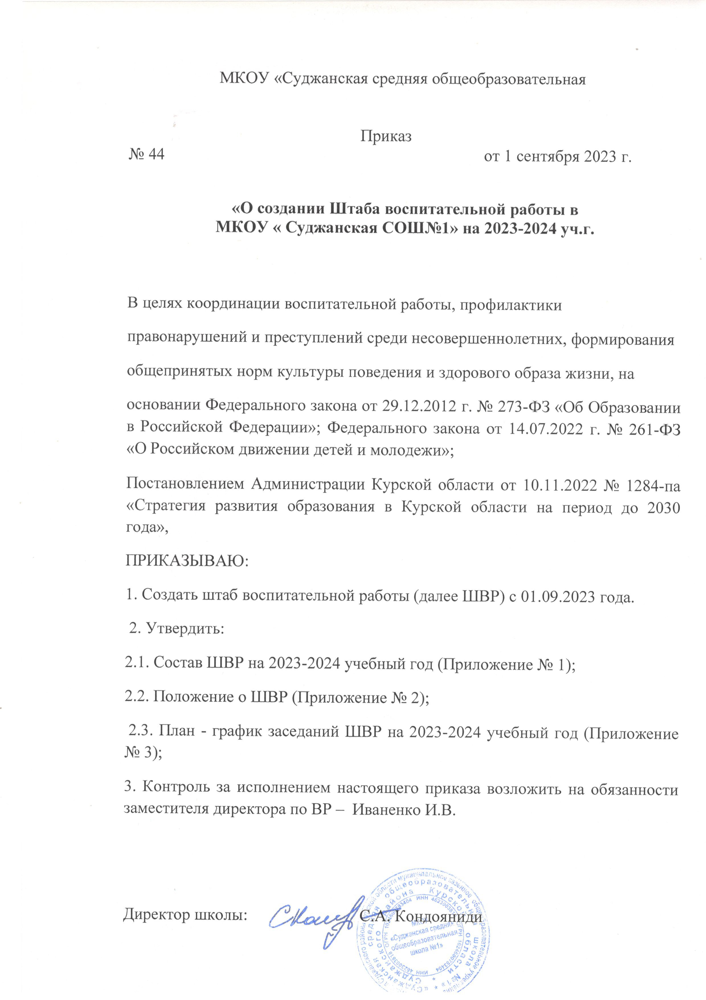 МКОУ «Суджанская средняя общеобразовательная
Приказ
№ 44 от 1 сентября 2023 г.
«О создании Штаба воспитательной работы в
МКОУ « Суджанская СОШ№1» на 2023-2024 уч.г.
В целях координации воспитательной работы, профилактики
правонарушений и преступлений среди несовершеннолетних, формирования
общепринятых норм культуры поведения и здорового образа жизни, на
основании Федерального закона от 29.12.2012 г. № 273-ФЗ «Об Образовании
в Российской Федерации»; Федерального закона от 14.07.2022 г. № 261-ФЗ
«О Российском движении детей и молодежи»;
Постановлением Администрации Курской области от 10.11.2022 № 1284-па
«Стратегия развития образования в Курской области на период до 2030
года»,
ПРИКАЗЫВАЮ:
1. Создать штаб воспитательной работы (далее ШВР) с 01.09.2023 года.
2. Утвердить:
2.1. Состав ШВР на 2023-2024 учебный год (Приложение № 1);
2.2. Положение о ШВР (Приложение № 2);
2.3. План - график заседаний ШВР на 2023-2024 учебный год (Приложение
№ 3);
3. Контроль за исполнением настоящего приказа возложить на обязанности
заместителя директора по ВР – Иваненко И.В.
Директор школы: С.А. Кондояниди
МКОУ
«Суджанская средняя
общеобразовательная
школа №1»